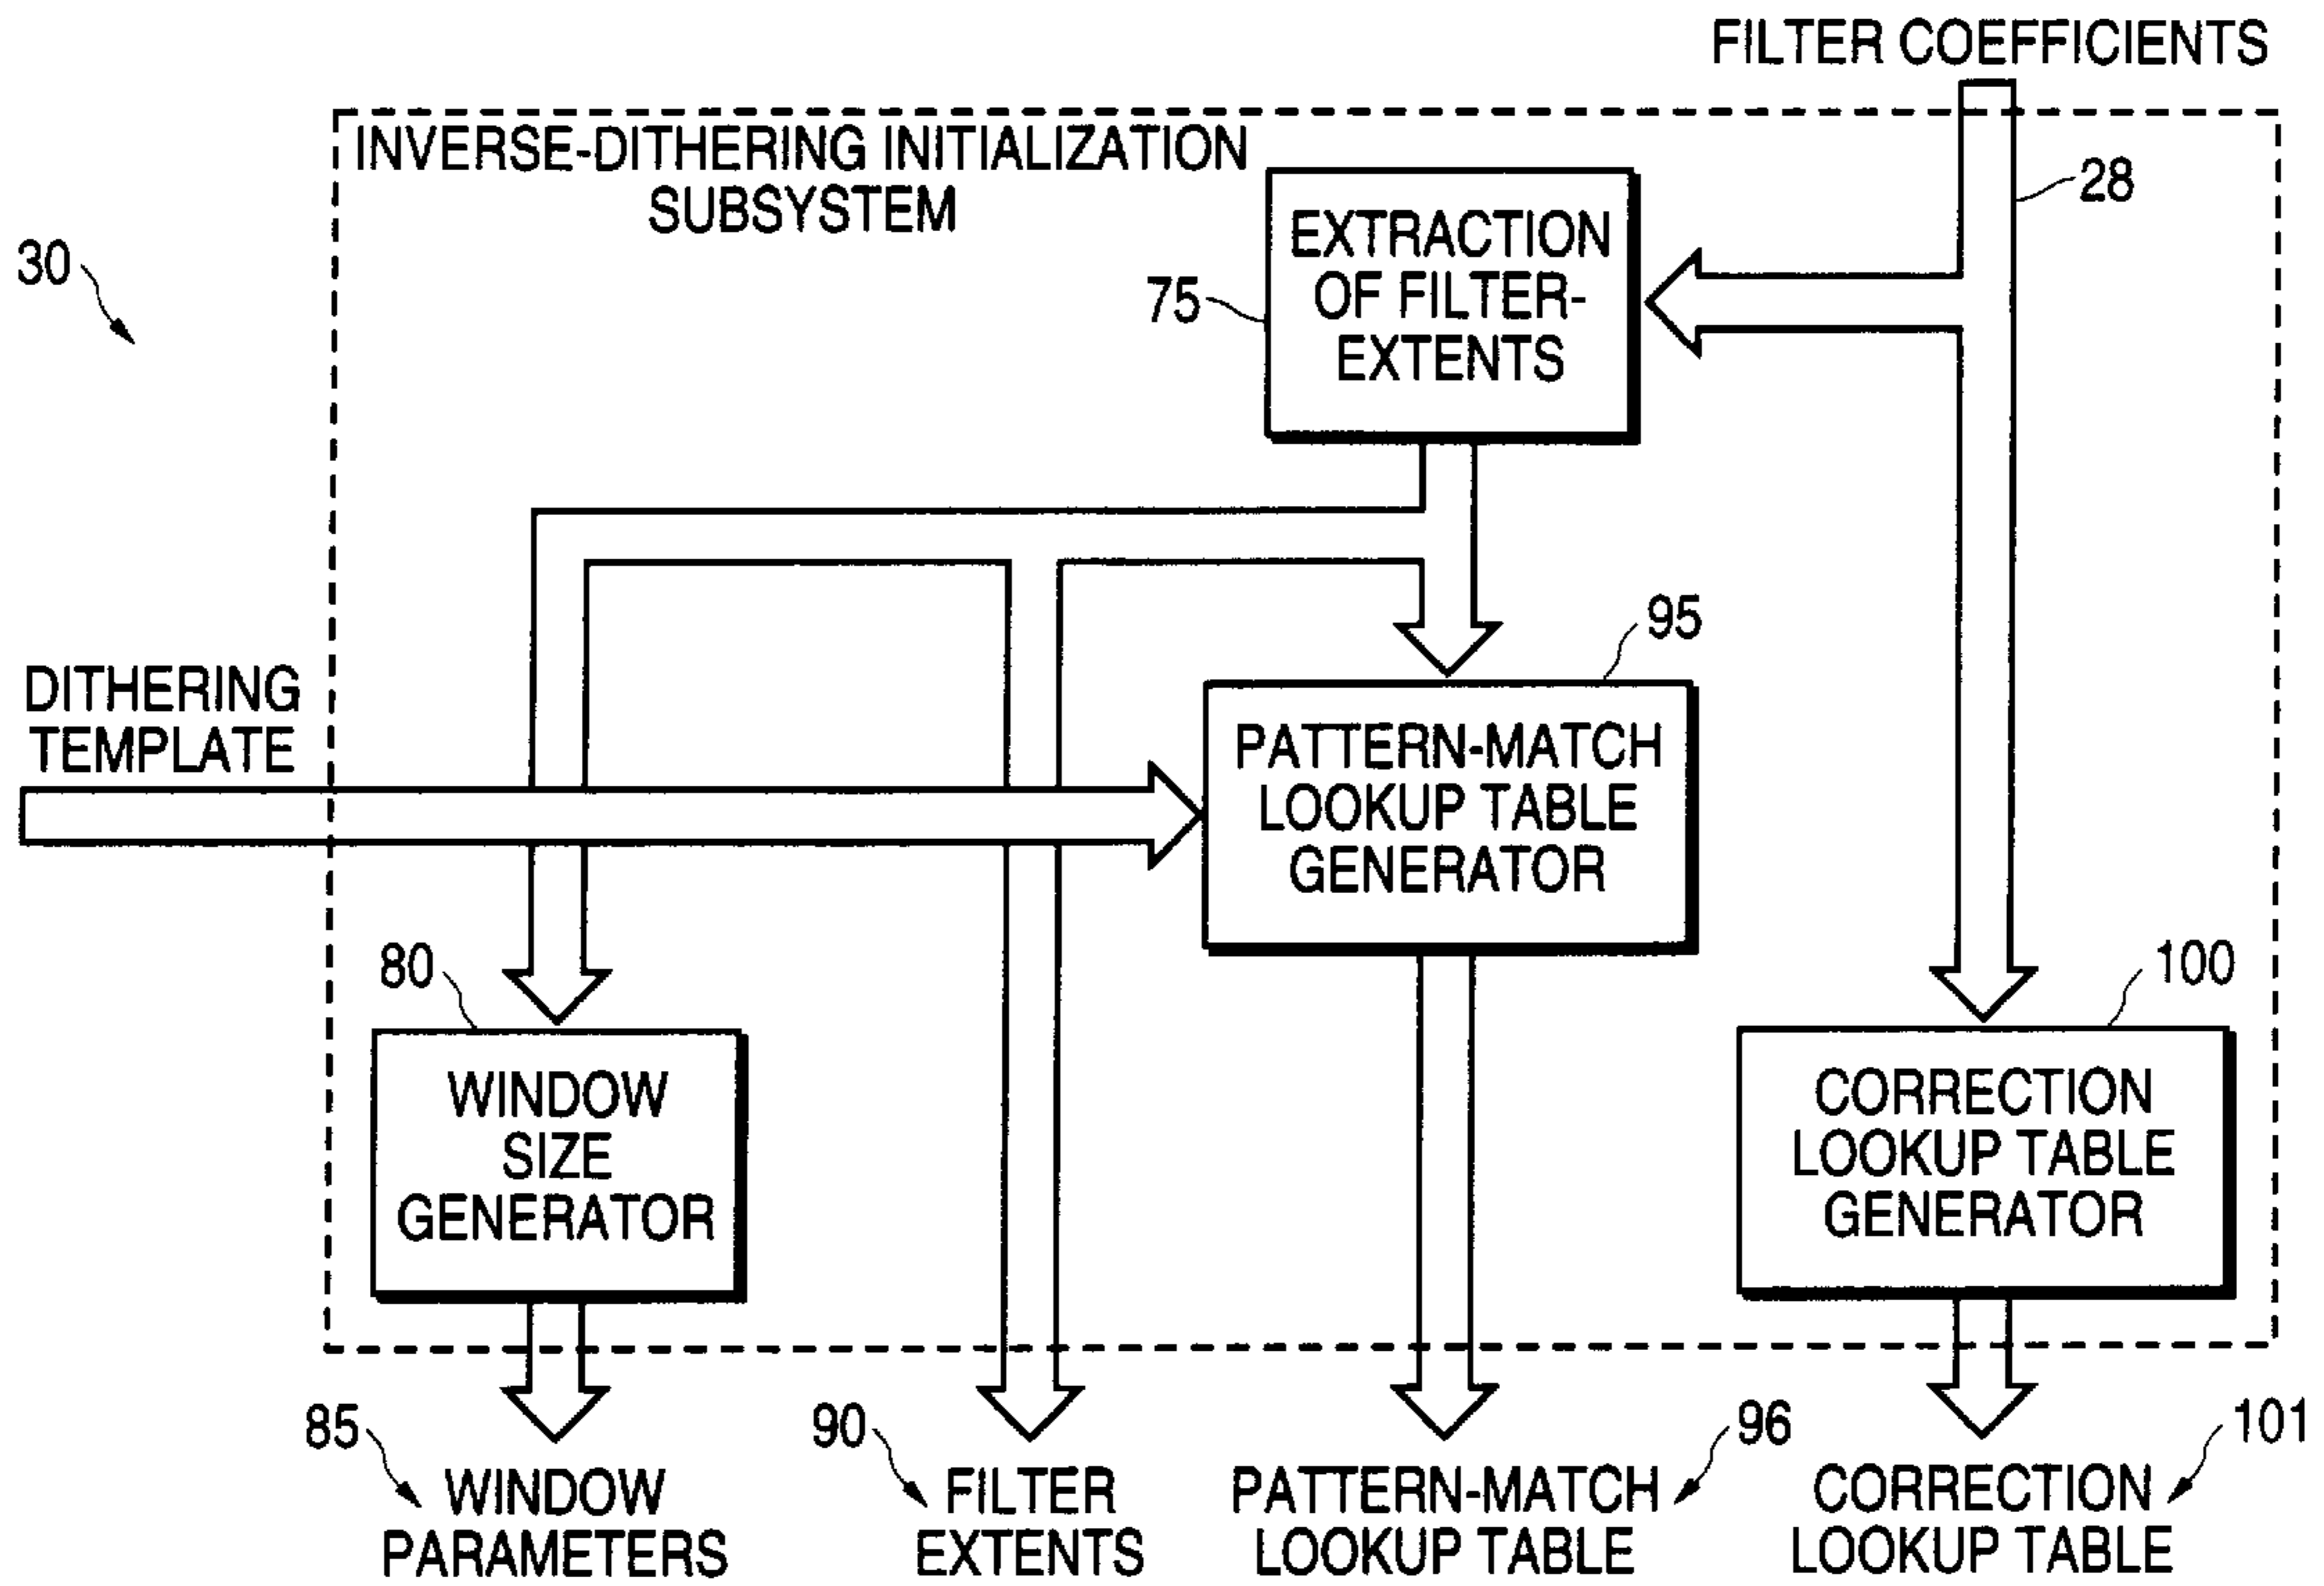 FILTER COEFFICIENTS
INVERSE-DITHERING INITIALIZATION
SUBSYSTEM
28
30
EXTRACTION
OF FILTER-
EXTENTS
75
95
DITHERING
TEMPLATE
PATTERN-MATCH
LOOKUP TABLE
GENERATOR
80
100
WINDOW
SIZE
GENERATOR
CORRECTION
LOOKUP TABLE
GENERATOR
85
WINDOW
PARAMETERS
90
FILTER
EXTENTS
96
PATTERN-MATCH
LOOKUP TABLE
101
CORRECTION
LOOKUP TABLE